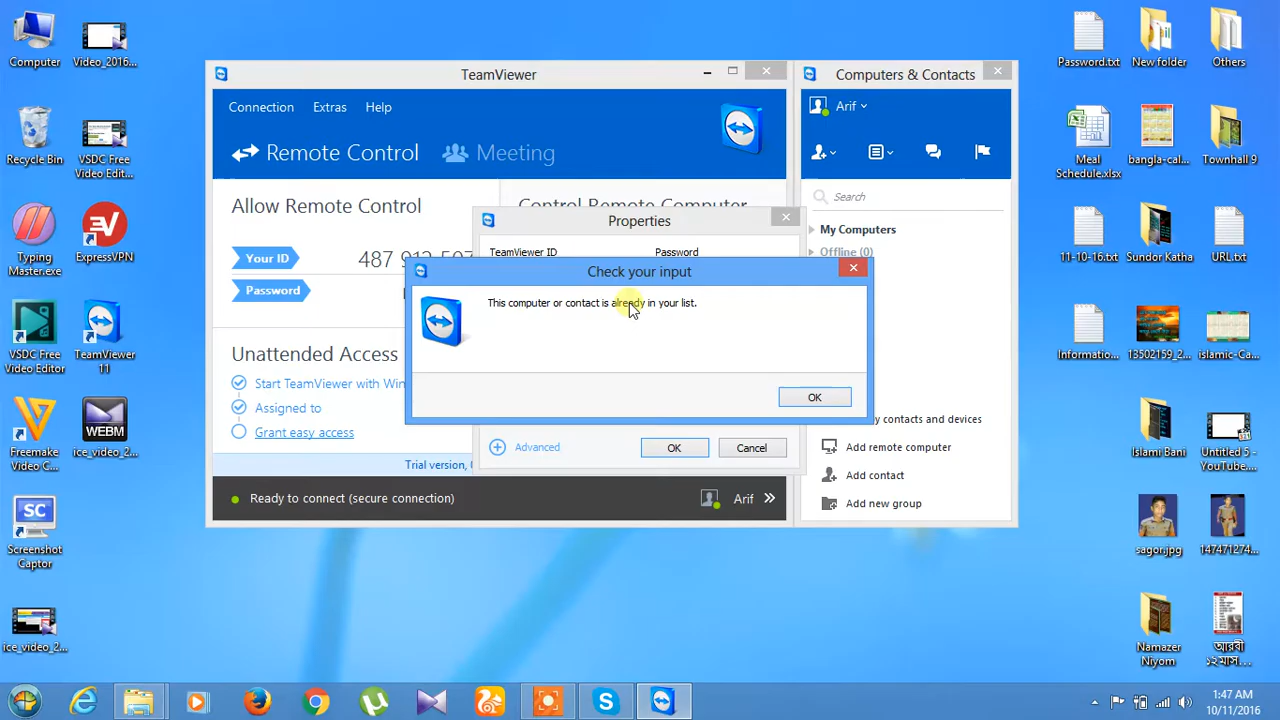 Computer
Video_2016...
Recycle Bin
VSDC Free
Video Edit...
Typing
Master.exe
ExpressVPN
VSDC Free
Video Editor
TeamViewer
11
Freemake
Video C...
WEBM
ice_video_2...
SC
Screenshot
Captor
ice_video_2...
TeamViewer
Connection
Extras
Help
Remote Control
Meeting
Allow Remote Control
Control Remote Computer
Your ID
487 912 507
Password
Unattended Access
Start TeamViewer with Win
Assigned to
Grant easy access
Trial version,
Ready to connect (secure connection)
Arif
Properties
TeamViewer ID
Password
Advanced
OK
Cancel
Check your input
This computer or contact is already in your list.
OK
Computers & Contacts
Arif
Search
My Computers
Offline (0)
y contacts and devices
Add remote computer
Add contact
Add new group
Password.txt
New folder
Others
Meal
Schedule.xlsx
bangla-cal...
Townhall 9
11-10-16.txt
Sundor Katha
URL.txt
Informatio...
13502159_2...
islamic-Ca...
Islami Bani
Untitled 5 -
YouTube....
sagor.jpg
147471274...
Namazer
Niyom
আরবী
১২মাস...
1:47 AM
10/11/2016